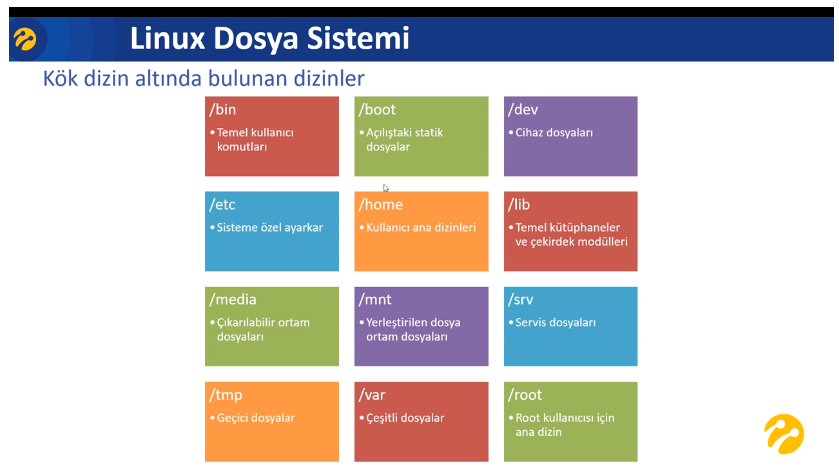 Linux Dosya Sistemi
Kök dizin altında bulunan dizinler
/bin
• Temel kullanıcı
komutları
/boot
• Açılıştaki statik
dosyalar
/dev
• Cihaz dosyaları
/etc
• Sisteme özel ayarkar
/home
• Kullanıcı ana dizinleri
/lib
• Temel kütüphaneler
ve çekirdek modülleri
/media
• Çıkarılabilir ortam
dosyaları
/mnt
• Yerleştirilen dosya
ortam dosyaları
/srv
• Servis dosyaları
/tmp
• Geçici dosyalar
/var
• Çeşitli dosyalar
/root
• Root kullanıcısı için
ana dizin